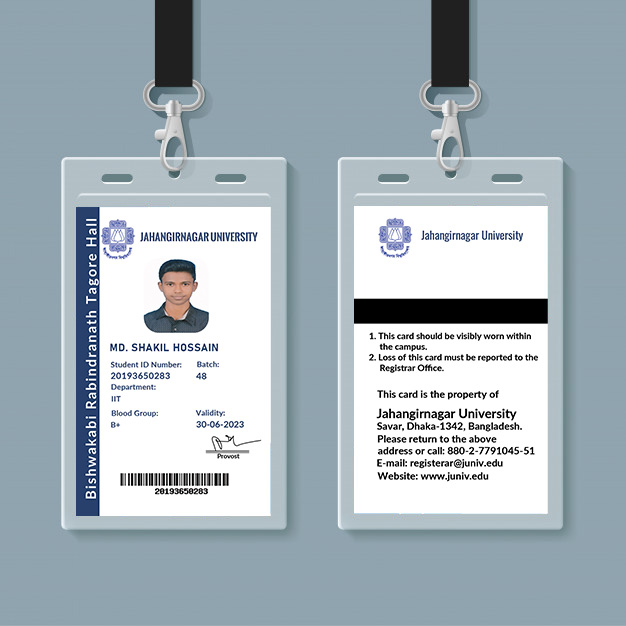 Bishwakabi Rabindranath Tagore Hall
JAHANGIRNAGAR UNIVERSITY
MD. SHAKIL HOSSAIN
Student ID Number:
20193650283
Batch:
48
Department:
IIT
Blood Group:
B+
Validity:
30-06-2023
Provost
20193650283
Jahangirnagar University
1. This card should be visibly worn within
the campus.
2. Loss of this card must be reported to the
Registrar Office.
This card is the property of
Jahangirnagar University
Savar, Dhaka-1342, Bangladesh.
Please return to the above
address or call: 880-2-7791045-51
E-mail: registerar@juniv.edu
Website: www.juniv.edu